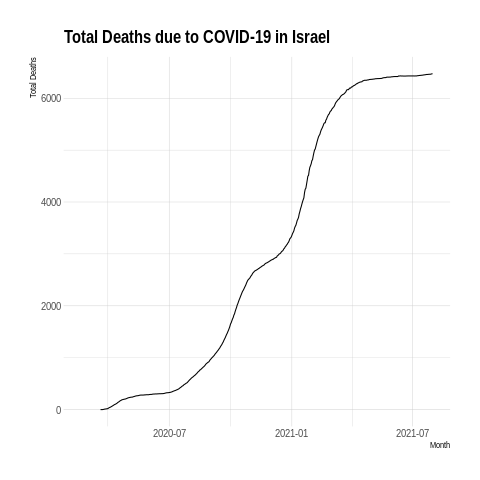 Total Deaths due to COVID-19 in Israel
Total Deaths
6000
4000
2000
0
2020-07
2021-01
2021-07
Month